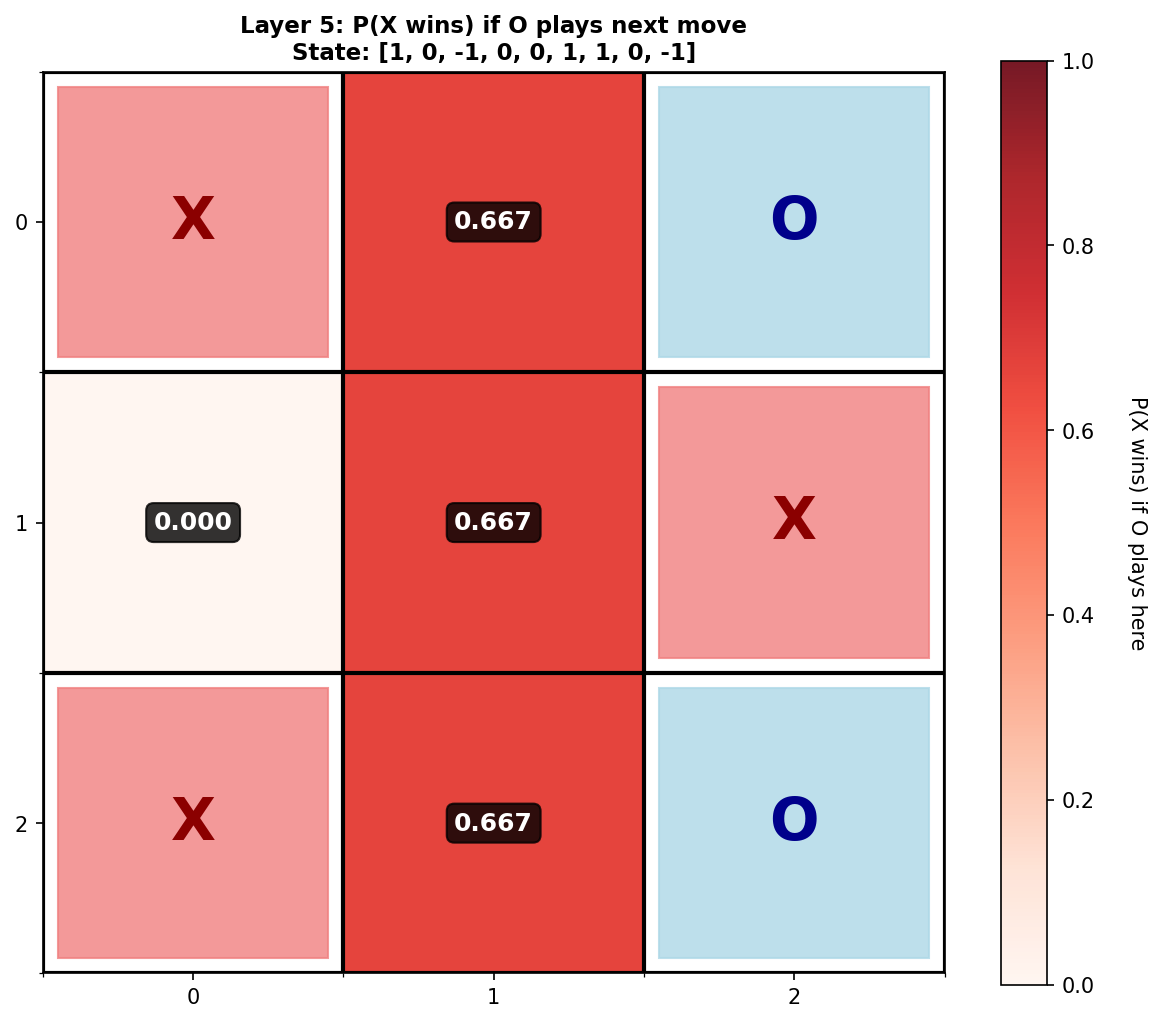 Layer 5: P(X wins) if O plays next move
State: [1, 0, -1, 0, 0, 1, 1, 0, -1]
0
X
0.667
O
1
0.000
0.667
X
2
X
0.667
O
0
1
2
1.0
0.8
0.6
0.4
0.2
0.0
P(X wins) if O plays here